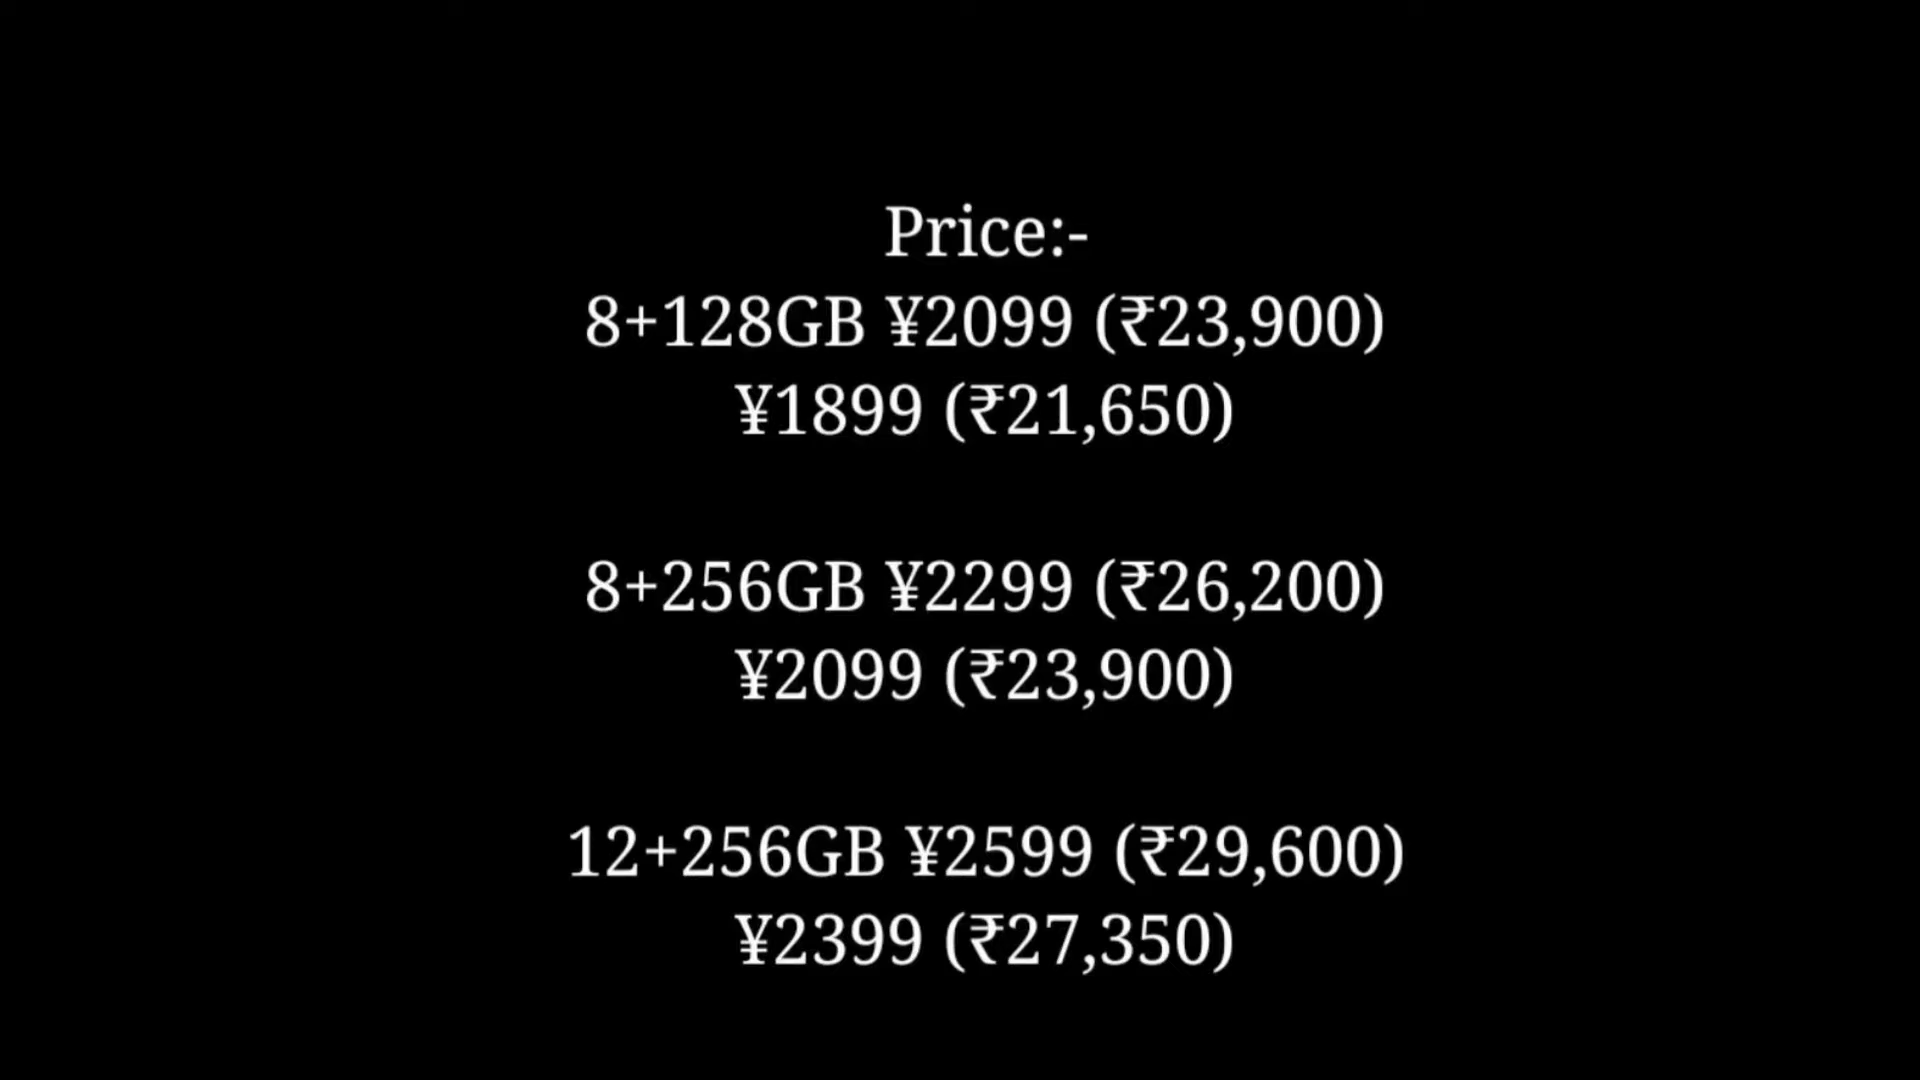 Price:-
8+128GB ¥2099 (₹23,900)
¥1899 (₹21,650)
8+256GB ¥2299 (₹26,200)
¥2099 (₹23,900)
12+256GB ¥2599 (₹29,600)
¥2399 (₹27,350)